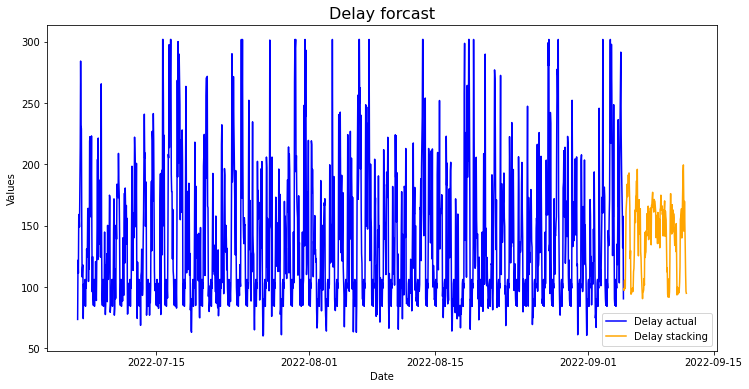 Delay forcast
300
250
200
150
100
50
Values
2022-07-15
2022-08-01
2022-08-15
2022-09-01
2022-09-15
Date
Delay actual
Delay stacking